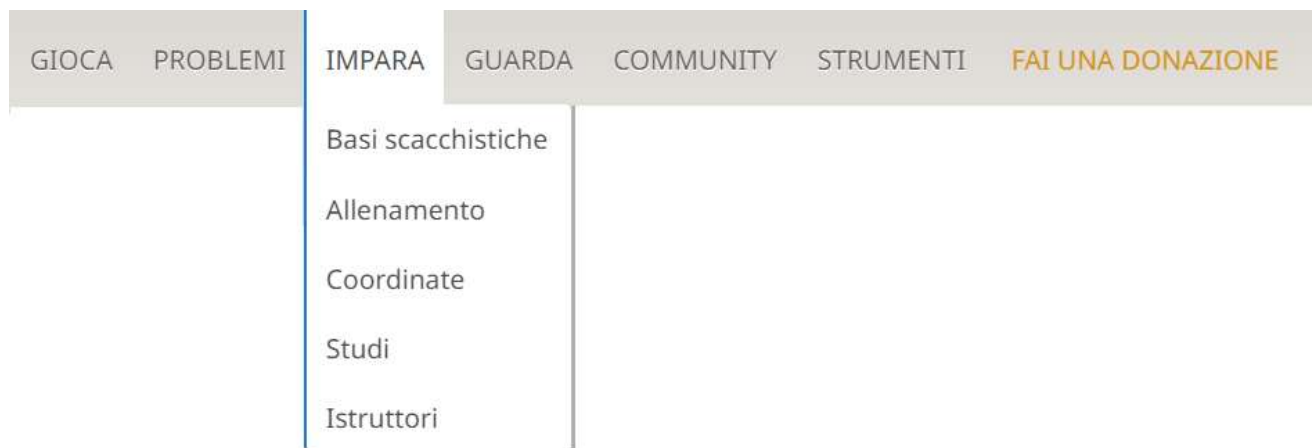 GIOCA PROBLEMI IMPARA GUARDA COMMUNITY STRUMENTI FAI UNA DONAZIONE
Basi scacchistiche
Allenamento
Coordinate
Studi
Istruttori